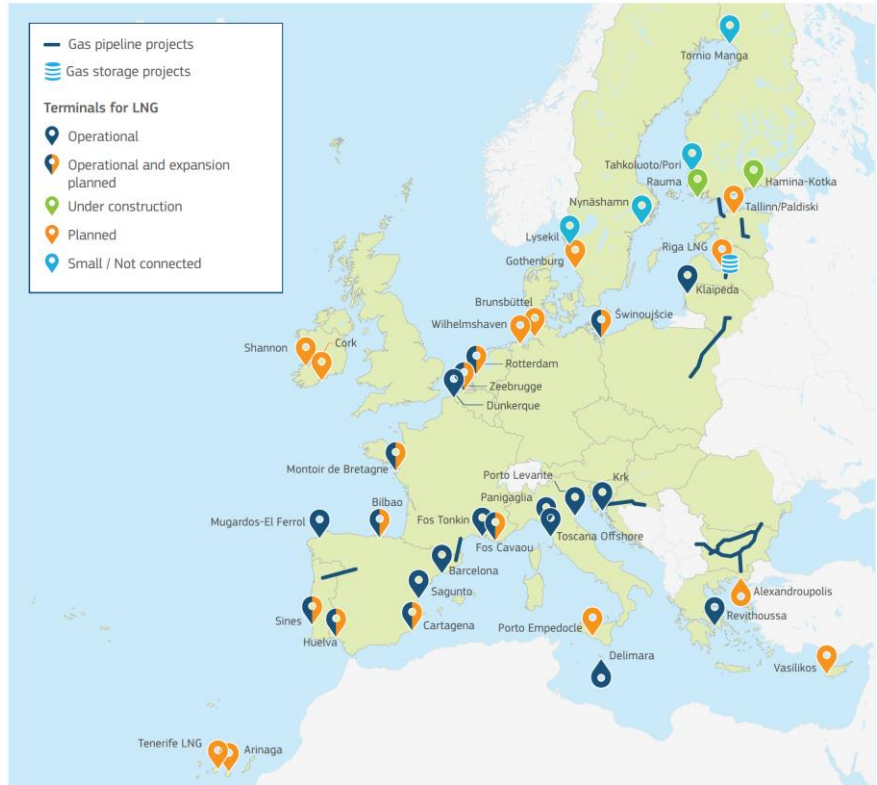 Gas pipeline projects
Gas storage projects
Terminals for LNG
Operational
Operational and expansion
planned
Under construction
Planned
Small / Not connected
Tornio Manga
Tahkoluoto/Pori
Rauma
Hamina-Kotka
Nynäshamn
Tallinn/Paldiski
Lysekil
Riga LNG
Gothenburg
Klaipėda
Brunsbüttel
Świnoujście
Wilhelmshaven
Shannon
Cork
Rotterdam
Zeebrugge
Dunkerque
Montoir de Bretagne
Porto Levante
Krk
Bilbao
Panigaglia
Mugardos-El Ferrol
Fos Tonkin
Toscana Offshore
Fos Cavaou
Barcelona
Alexandroupolis
Sagunto
Revithoussa
Sines
Cartagena
Porto Empedocle
Huelva
Delimara
Vasilikos
Tenerife LNG
Arinaga